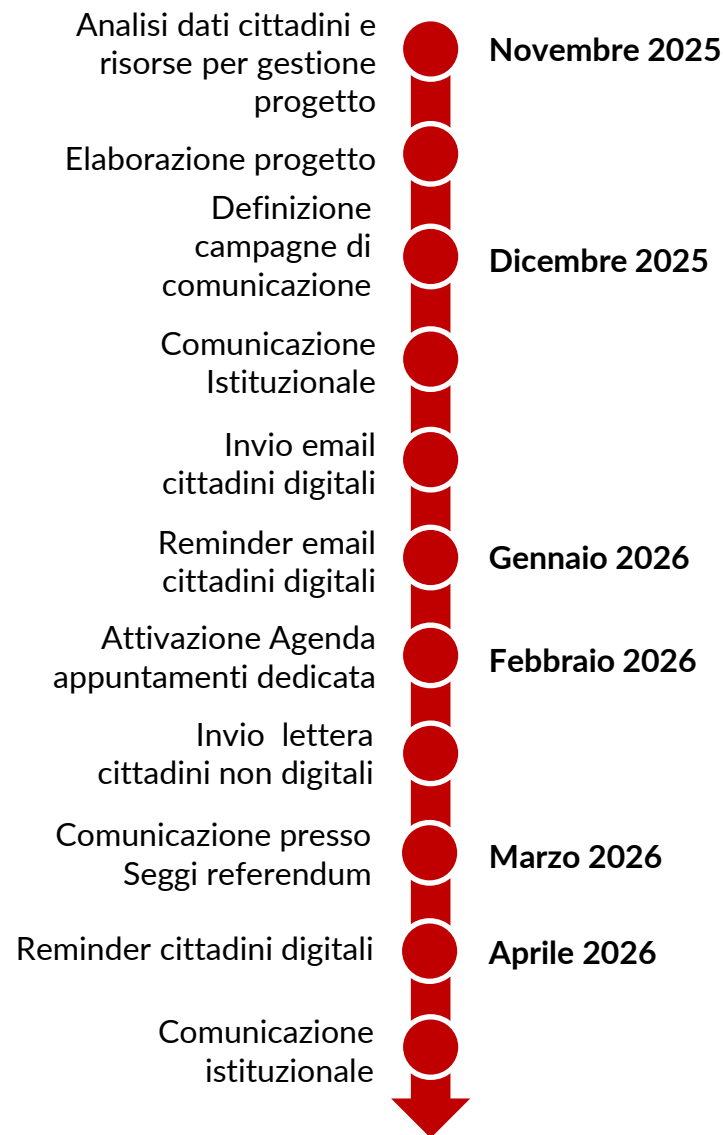 Analisi dati cittadini e
risorse per gestione
progetto
Novembre 2025
Elaborazione progetto
Definizione
campagne di
comunicazione
Dicembre 2025
Comunicazione
Istituzionale
Invio email
cittadini digitali
Reminder email
cittadini digitali
Gennaio 2026
Attivazione Agenda
appuntamenti dedicata
Febbraio 2026
Invio  lettera
cittadini non digitali
Comunicazione presso
Seggi referendum
Marzo 2026
Reminder cittadini digitali
Aprile 2026
Comunicazione
istituzionale